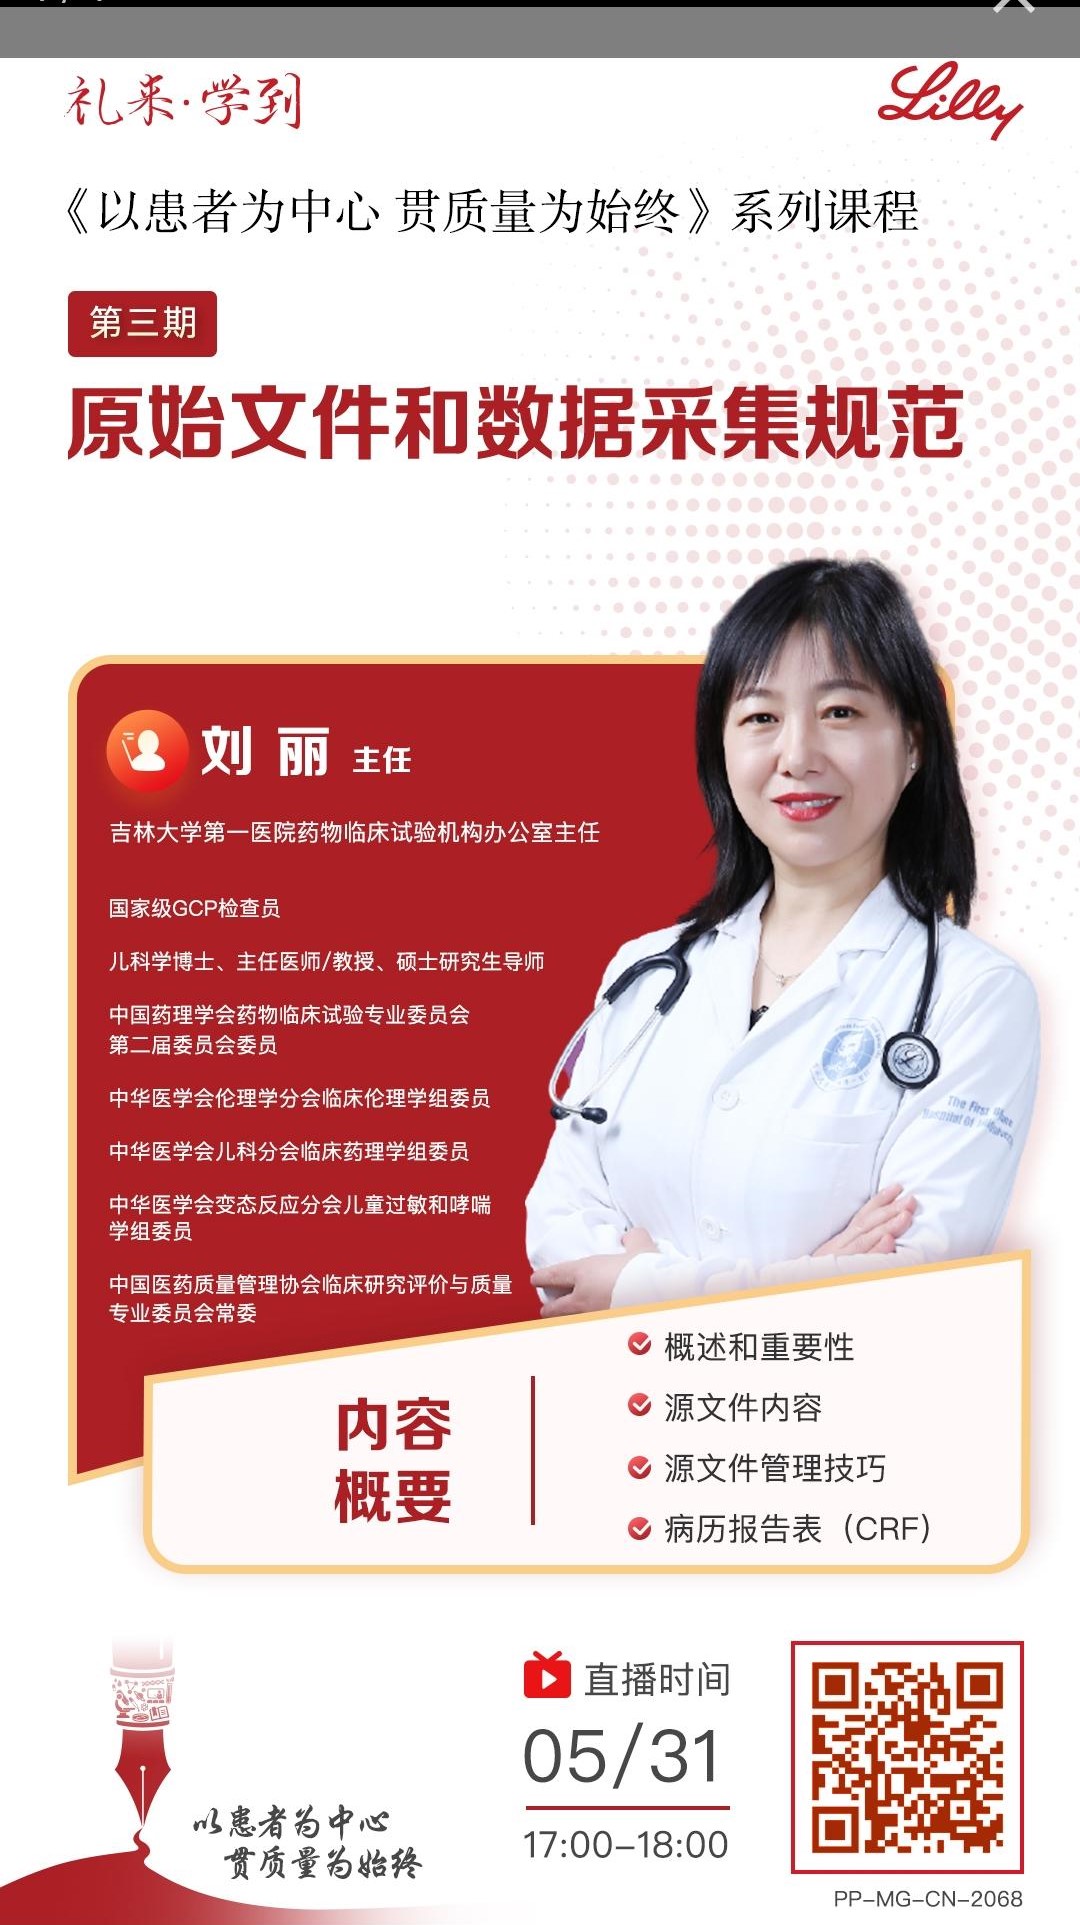 礼来·学到
Lilly
《以患者为中心 贯质量为始终》系列课程
第三期
原始文件和数据采集规范
刘 丽 主任
吉林大学第一医院药物临床试验机构办公室主任
国家级GCP检查员
儿科学博士、主任医师/教授、硕士研究生导师
中国药理学会药物临床试验专业委员会
第二届委员会委员
中华医学会伦理学分会临床伦理学组委员
中华医学会儿科分会临床药理学组委员
中华医学会变态反应分会儿童过敏和哮喘
学组委员
中国医药质量管理协会临床研究评价与质量
专业委员会常委
The First
内容
概要
概述和重要性
源文件内容
源文件管理技巧
病历报告表（CRF）
以患者为中心
贯质量为始终
直播时间
05/31
17:00-18:00
PP-MG-CN-2068